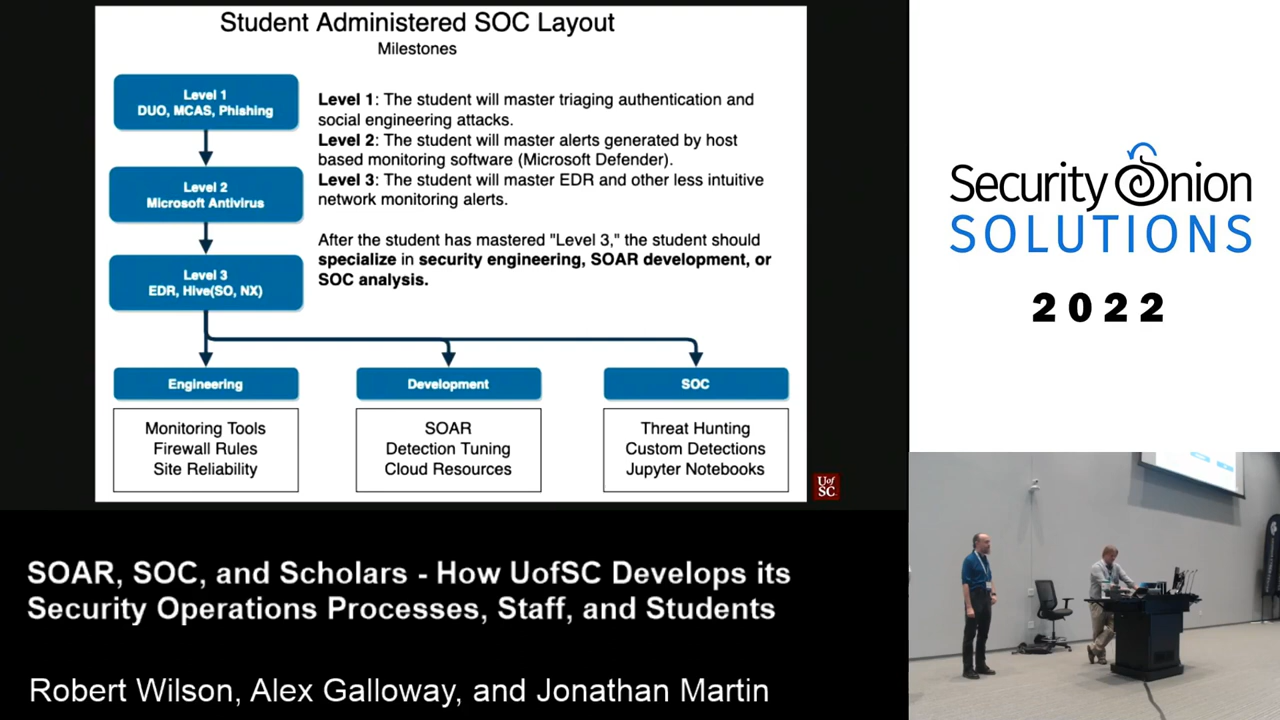 Student Administered SOC Layout
Milestones
Level 1
DUO, MCAS, Phishing
Level 2
Microsoft Antivirus
Level 3
EDR, Hive(SO, NX)
Level 1: The student will master triaging authentication and
social engineering attacks.
Level 2: The student will master alerts generated by host
based monitoring software (Microsoft Defender).
Level 3: The student will master EDR and other less intuitive
network monitoring alerts.
After the student has mastered "Level 3," the student should
specialize in security engineering, SOAR development, or
SOC analysis.
Engineering
Monitoring Tools
Firewall Rules
Site Reliability
Development
SOAR
Detection Tuning
Cloud Resources
SOC
Threat Hunting
Custom Detections
Jupyter Notebooks
UofSC
Security Onion
SOLUTIONS
2022
SOAR, SOC, and Scholars - How UofSC Develops its
Security Operations Processes, Staff, and Students
Robert Wilson, Alex Galloway, and Jonathan Martin